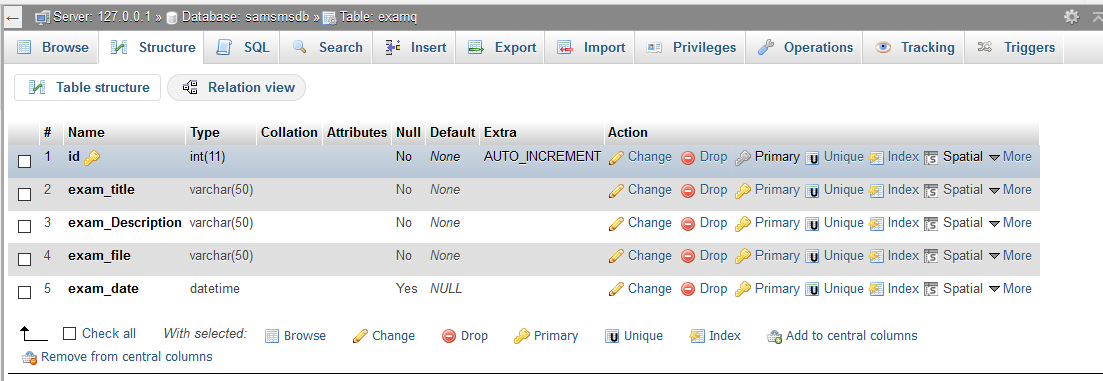 Server: 127.0.0.1 » Database: samsmsdb » Table: examq
Browse Structure SQL Search Insert Export Import Privileges Operations Tracking Triggers
Table structure Relation view
# Name Type Collation Attributes Null Default Extra Action
1 id int(11) No None AUTO_INCREMENT Change Drop Primary Unique Index Spatial More
2 exam_title varchar(50) No None Change Drop Primary Unique Index Spatial More
3 exam_Description varchar(50) No None Change Drop Primary Unique Index Spatial More
4 exam_file varchar(50) No None Change Drop Primary Unique Index Spatial More
5 exam_date datetime Yes NULL Change Drop Primary Unique Index Spatial More
Check all With selected: Browse Change Drop Primary Unique Index Add to central columns
Remove from central columns